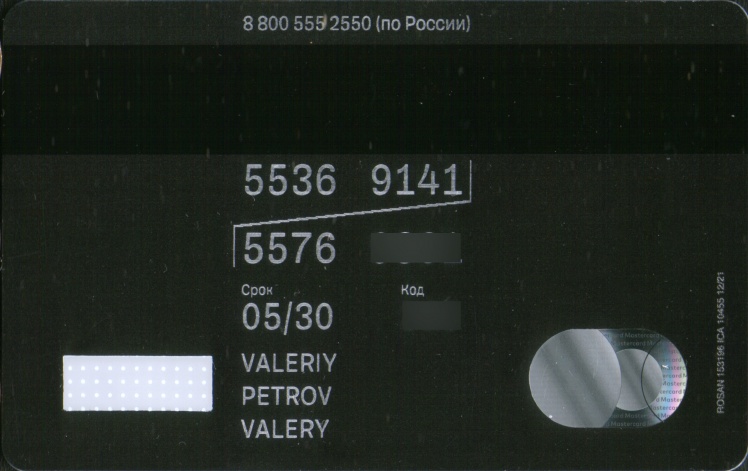 8 800 555 2550 (по России)
5536 9141
5576
Срок Код
05/30
VALERIY
PETROV
VALERY
ROSAN 153196 ICA 10455 12/21